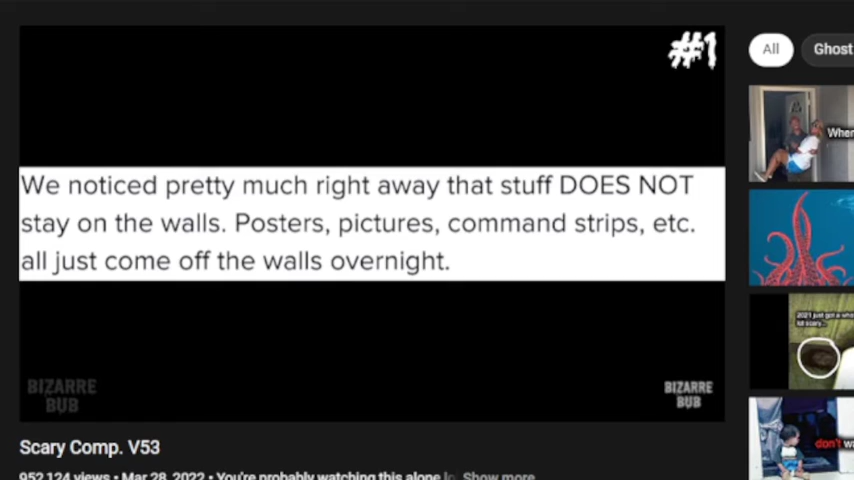 #1
All
Ghost
We noticed pretty much right away that stuff DOES NOT
stay on the walls. Posters, pictures, command strips, etc.
all just come off the walls overnight.
When
2021 just got a who
lot scary...
BIZARRE
BUB
BIZARRE
BUB
don't wa
Scary Comp. V53
952,124 views • Mar 28, 2022 • You're probably watching this alone lo Show more